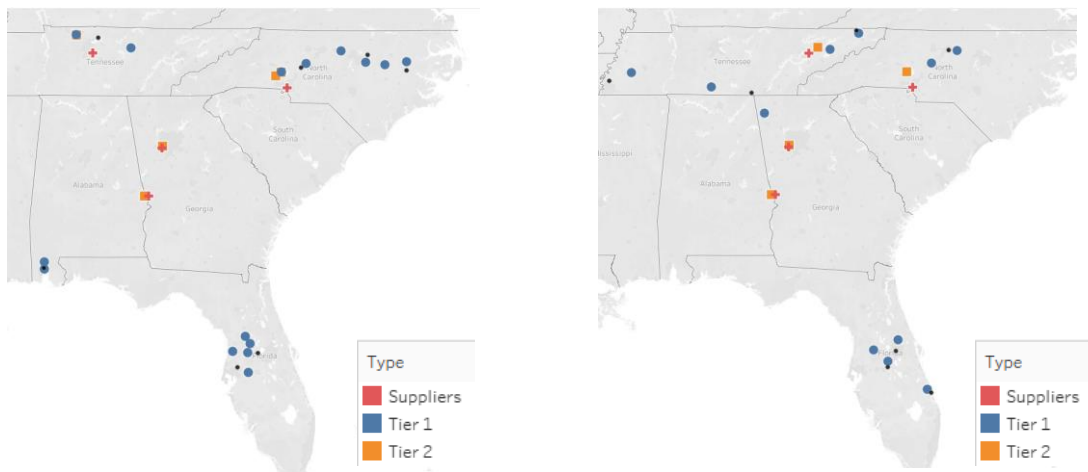 Tennessee
North
Carolina
South
Carolina
Alabama
Georgia
Florida
Type
Suppliers
Tier 1
Tier 2
Tennessee
North
Carolina
South
Carolina
Mississippi
Alabama
Georgia
Type
Suppliers
Tier 1
Tier 2